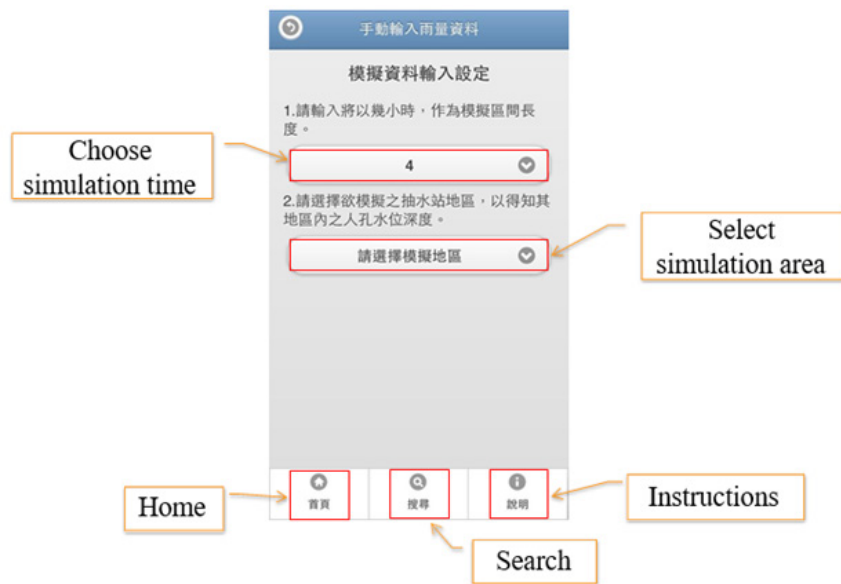 手動輸入雨量資料
模擬資料輸入設定
1.請輸入將以幾小時，作為模擬區間長
度。
Choose
simulation time
4
2.請選擇欲模擬之抽水站地區，以得知其
地區內之人孔水位深度。
請選擇模擬地區
Select
simulation area
首頁
搜尋
說明
Home
Instructions
Search